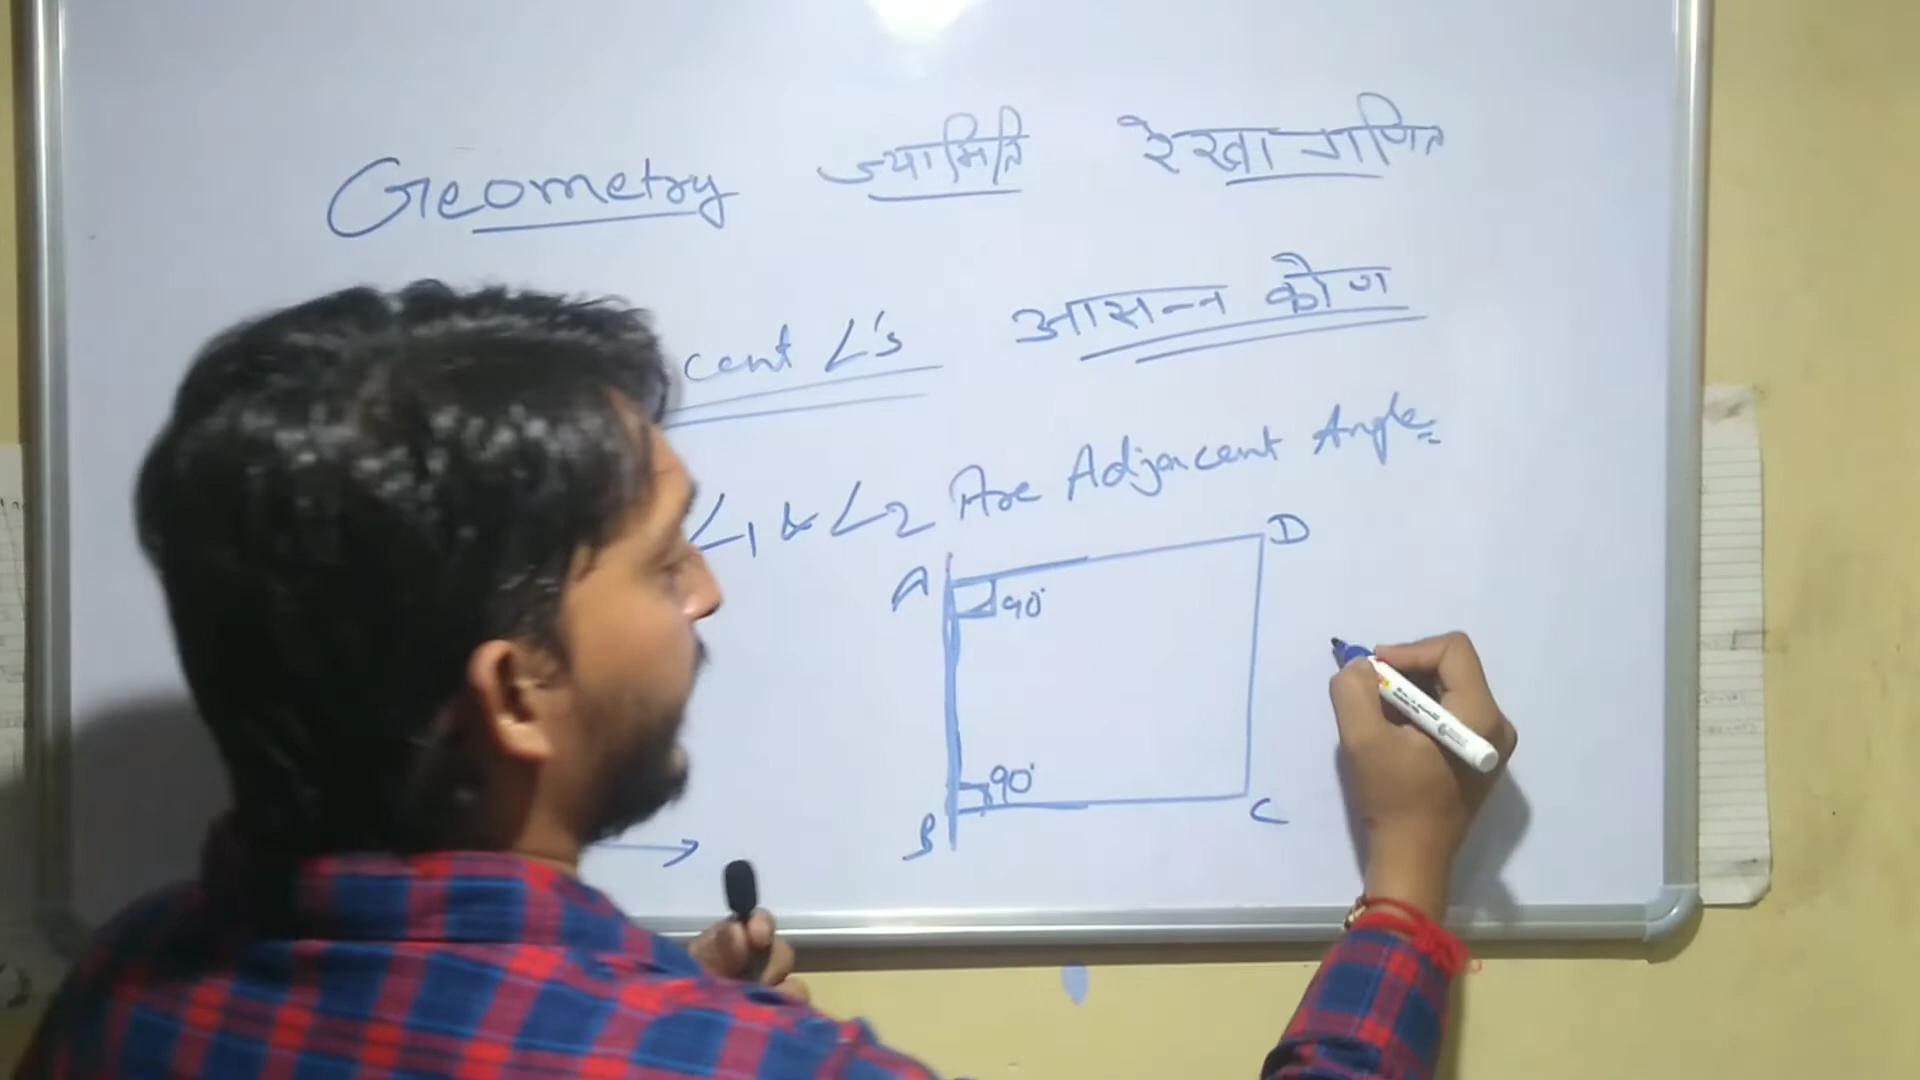 Geometry ज्यामिति रेखा गणित
cent ∠'s आसन्न कोण
∠1 & ∠2 Are Adjacent Angle
A 90° D
B 90° C